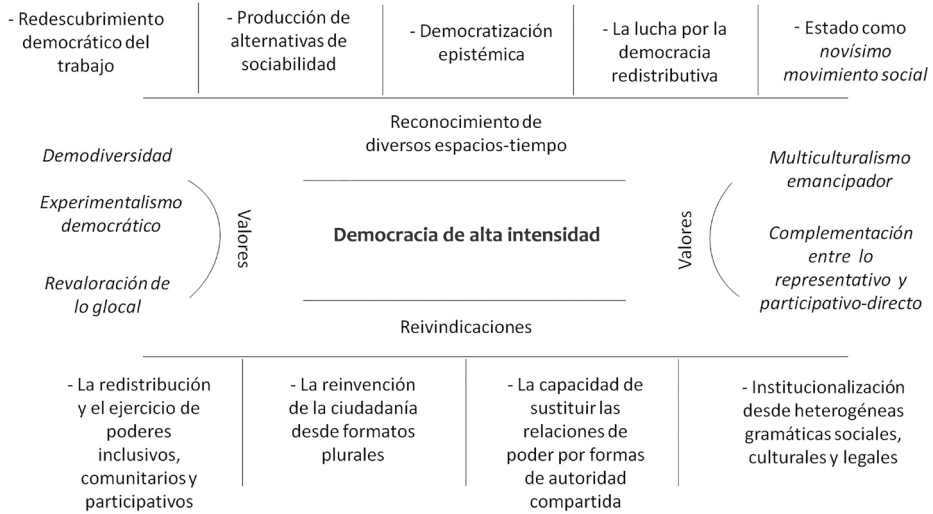 - Redescubrimiento
democrático del
trabajo
- Producción de
alternativas de
sociabilidad
- Democratización
epistémica
- La lucha por la
democracia
redistributiva
- Estado como
novísimo
movimiento social
Reconocimiento de
diversos espacios-tiempo
Demodiversidad
Experimentalismo
democrático
Revaloración de
lo glocal
Valores
Democracia de alta intensidad
Valores
Multiculturalismo
emancipador
Complementación
entre lo
representativo y
participativo-directo
Reivindicaciones
- La redistribución
y el ejercicio de
poderes
inclusivos,
comunitarios y
participativos
- La reinvención
de la ciudadanía
desde formatos
plurales
- La capacidad de
sustituir las
relaciones de
poder por formas
de autoridad
compartida
- Institucionalización
desde heterogéneas
gramáticas sociales,
culturales y legales